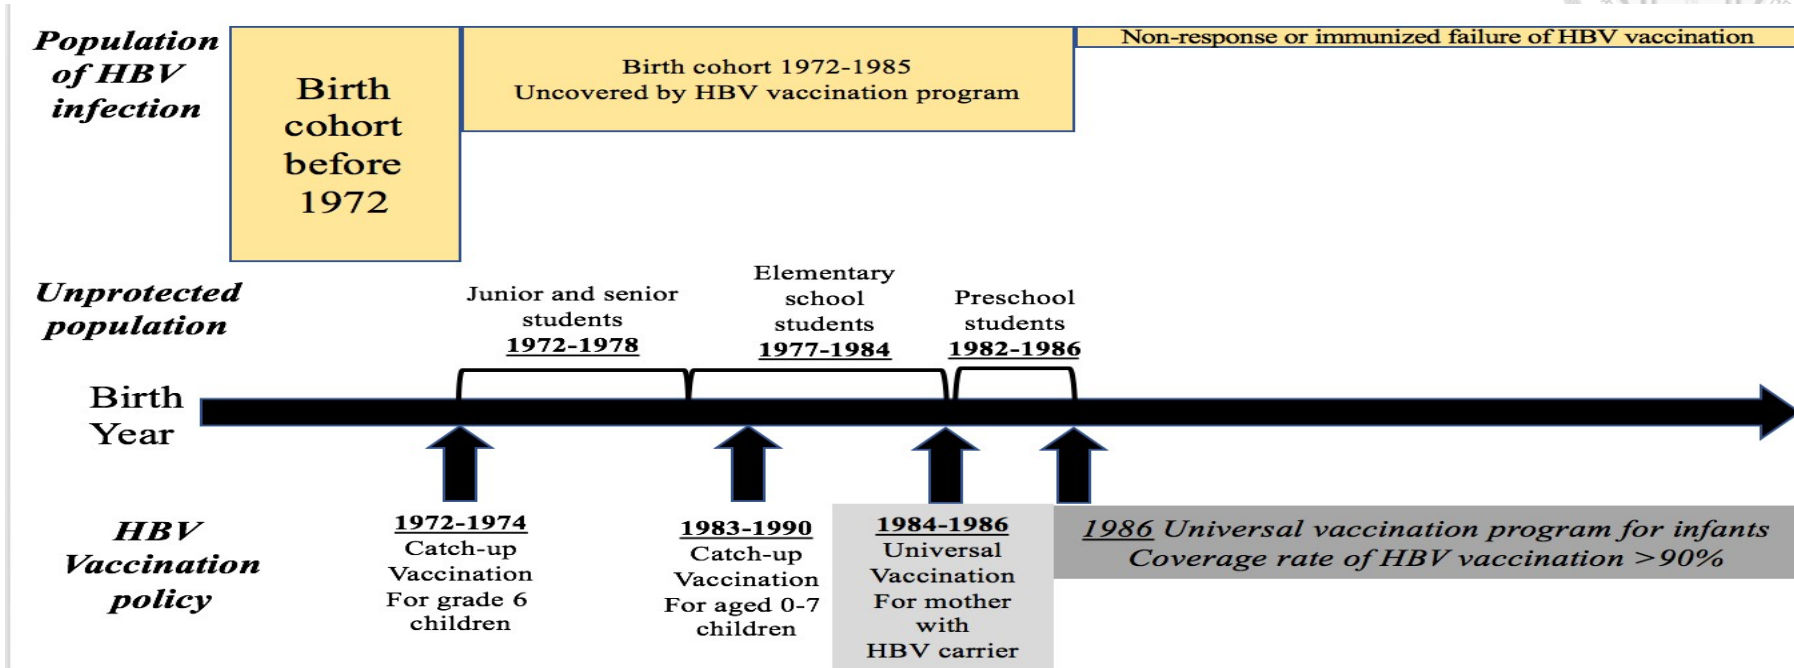 Population
of HBV
infection
Birth
cohort
before
1972
Birth cohort 1972-1985
Uncovered by HBV vaccination program
Non-response or immunized failure of HBV vaccination
Unprotected
population
Junior and senior
students
1972-1978
Elementary
school
students
1977-1984
Preschool
students
1982-1986
Birth
Year
HBV
Vaccination
policy
1972-1974
Catch-up
Vaccination
For grade 6
children
1983-1990
Catch-up
Vaccination
For aged 0-7
children
1984-1986
Universal
Vaccination
For mother
with
HBV carrier
1986 Universal vaccination program for infants
Coverage rate of HBV vaccination >90%